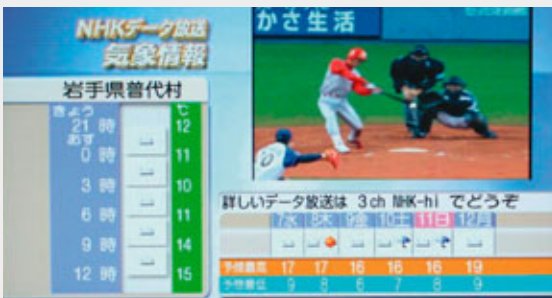 NHKデータ放送
気象情報
かさ生活
岩手県普代村
きょう
℃
21 時 12
あす
0 時 11
3 時 10
6 時 11
9 時 14
12 時 15
詳しいデータ放送は 3ch NHK-hi でどうぞ
7水 8木 9金 10土 11日 12月
予想最高 17 17 16 16 16 19
予想最低 9 8 6 7 8 9
0